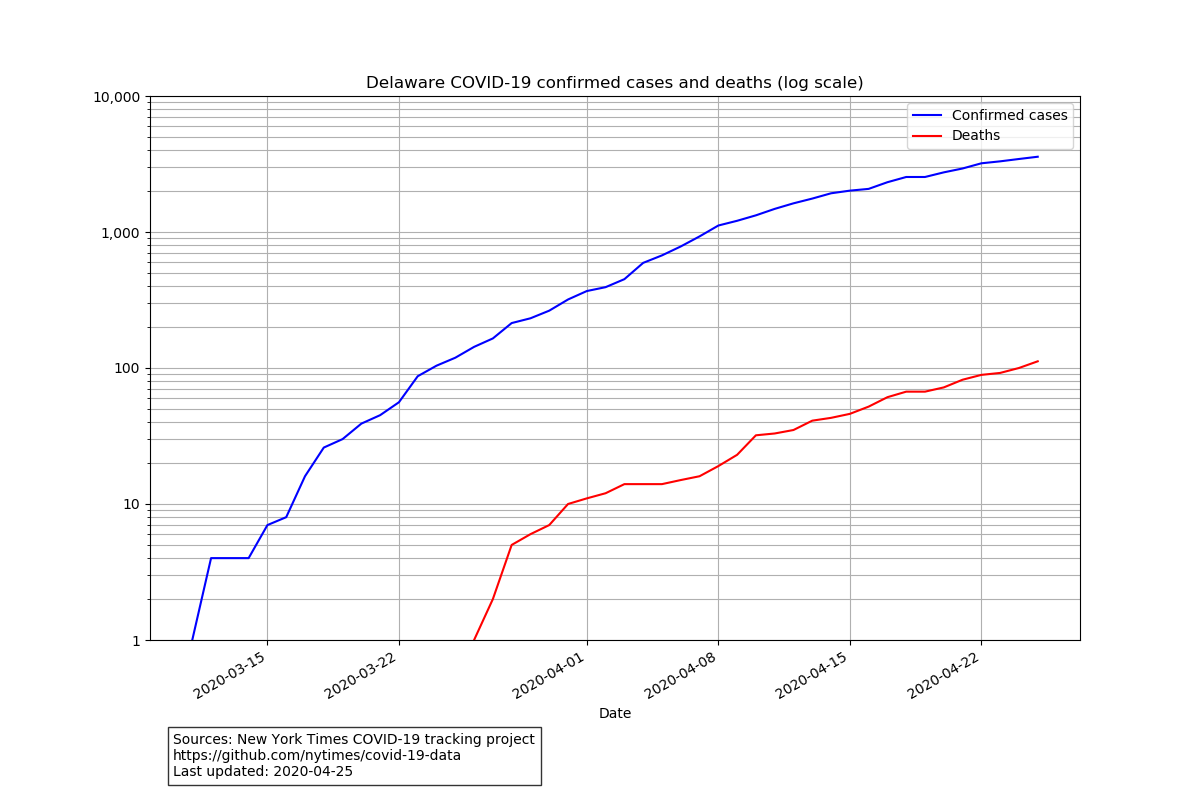 Delaware COVID-19 confirmed cases and deaths (log scale)
10,000
1,000
100
10
1
Confirmed cases
Deaths
2020-03-15
2020-03-22
2020-04-01
2020-04-08
2020-04-15
2020-04-22
Date
Sources: New York Times COVID-19 tracking project
https://github.com/nytimes/covid-19-data
Last updated: 2020-04-25